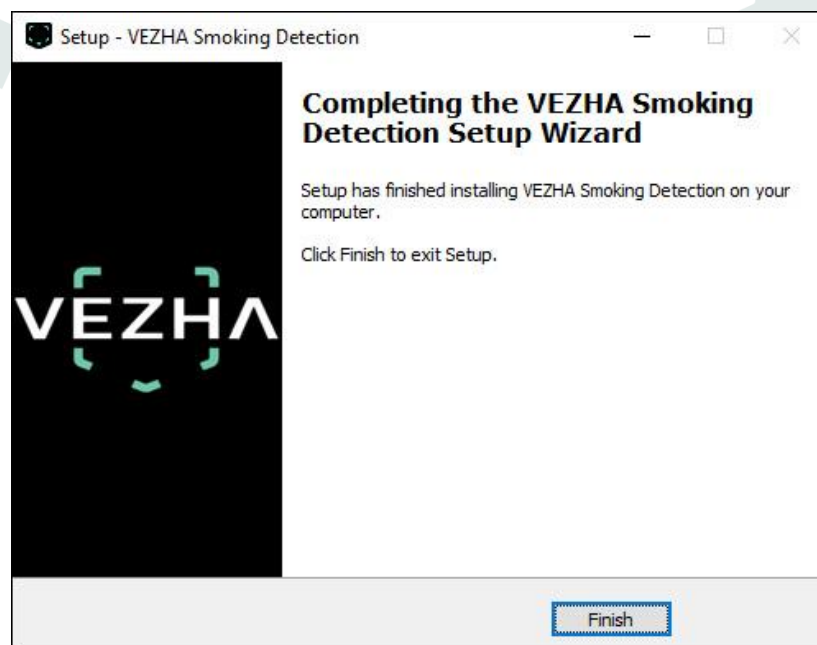 Setup - VEZHA Smoking Detection
Completing the VEZHA Smoking
Detection Setup Wizard
Setup has finished installing VEZHA Smoking Detection on your
computer.
Click Finish to exit Setup.
VEZHA
Finish